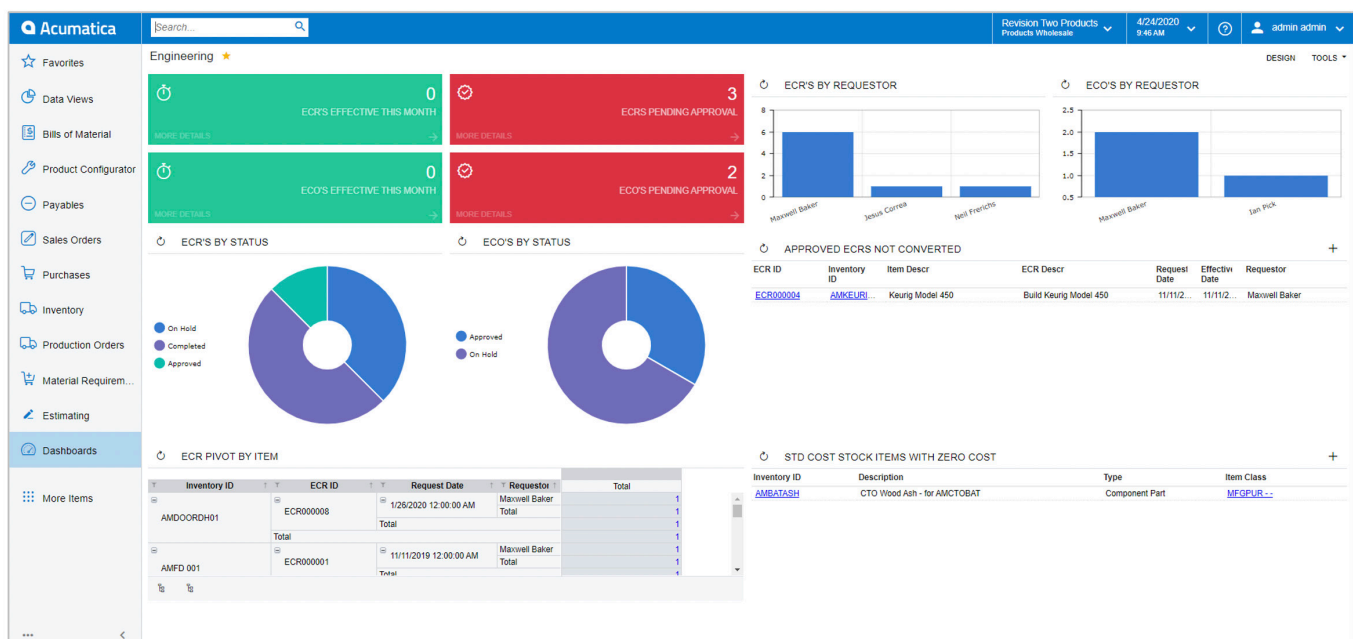 Acumatica
Search...
Revision Two Products
Products Wholesale
4/24/2020
9:46 AM
admin admin
Favorites
Data Views
Bills of Material
Product Configurator
Payables
Sales Orders
Purchases
Inventory
Production Orders
Material Requirem...
Estimating
Dashboards
More Items
Engineering
DESIGN TOOLS
0
ECR'S EFFECTIVE THIS MONTH
MORE DETAILS
3
ECRS PENDING APPROVAL
MORE DETAILS
0
ECO'S EFFECTIVE THIS MONTH
MORE DETAILS
2
ECO'S PENDING APPROVAL
MORE DETAILS
ECR'S BY REQUESTOR
8
6
4
2
0
Maxwell Baker
Jesus Correa
Neil Frerichs
ECO'S BY REQUESTOR
2.5
2.0
1.5
1.0
0.5
Maxwell Baker
Ian Pick
ECR'S BY STATUS
On Hold
Completed
Approved
ECO'S BY STATUS
Approved
On Hold
APPROVED ECRS NOT CONVERTED
ECR ID Inventory ID Item Descr ECR Descr Request Date Effectiv Date Requestor
ECR000004 AMKEURI... Keurig Model 450 Build Keurig Model 450 11/11/2... 11/11/2... Maxwell Baker
ECR PIVOT BY ITEM
Total
Inventory ID ECR ID Request Date Requestor
AMDOORDH01 ECR000008 1/26/2020 12:00:00 AM Maxwell Baker 1
Total 1
Total 1
Total 1
AMFD 001 ECR000001 11/11/2019 12:00:00 AM Maxwell Baker 1
Total 1
Total 1
STD COST STOCK ITEMS WITH ZERO COST
Inventory ID Description Type Item Class
AMBATASH CTO Wood Ash - for AMCTOBAT Component Part MFGPUR - -